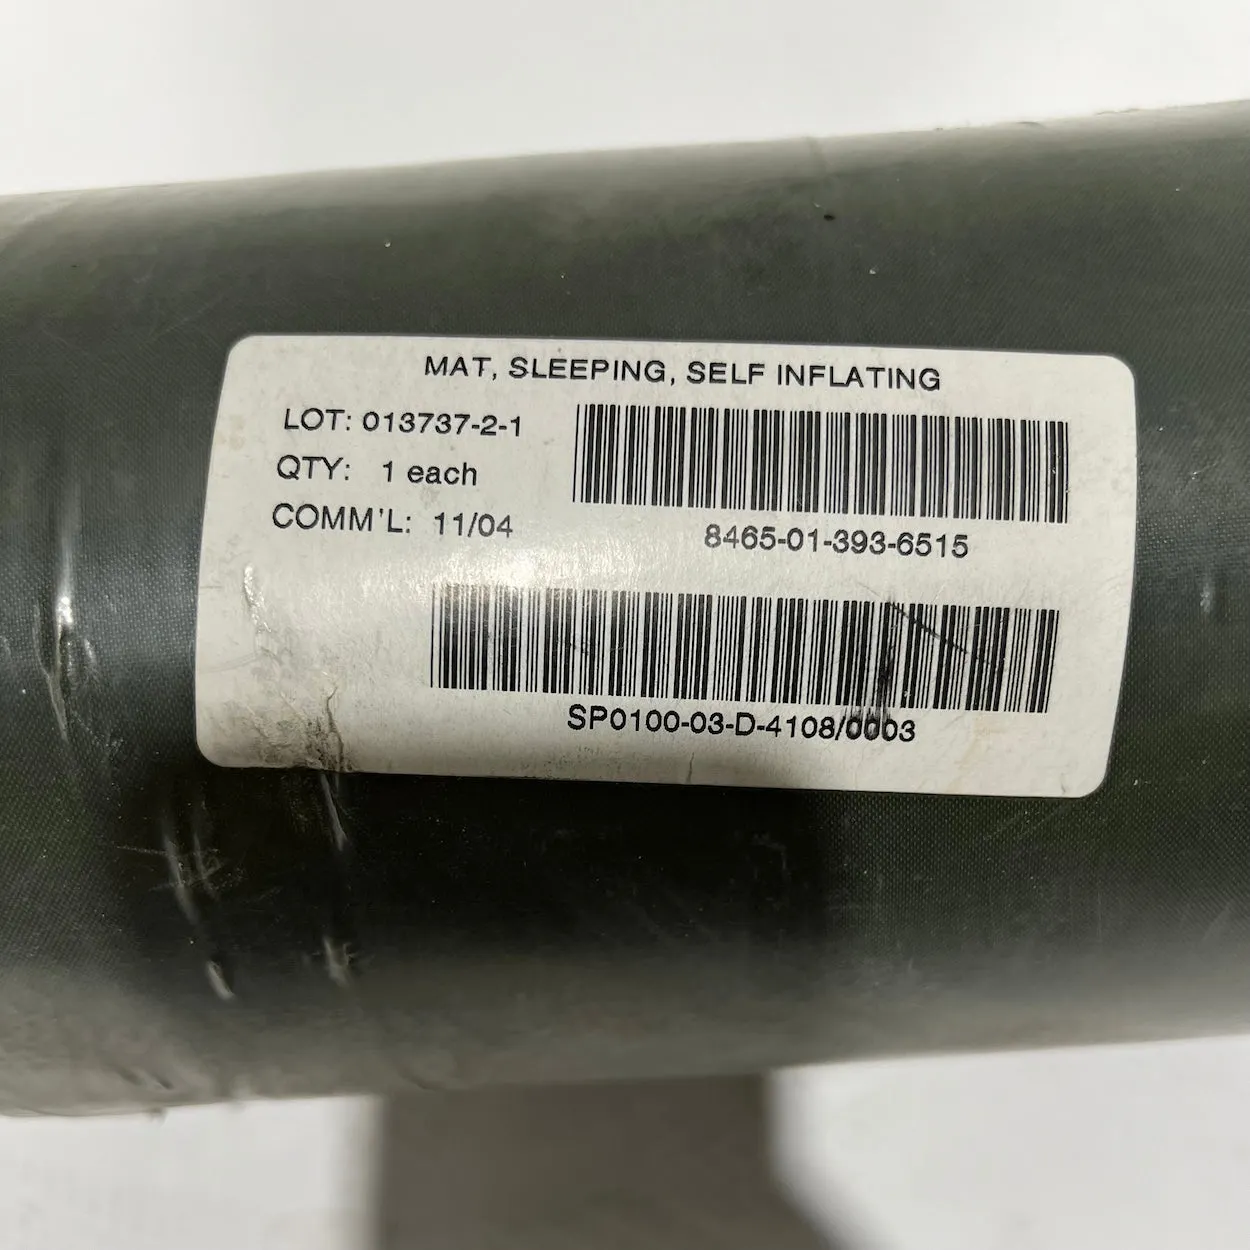 MAT, SLEEPING, SELF INFLATING
LOT: 013737-2-1
QTY: 1 each
COMM'L: 11/04
8465-01-393-6515
SP0100-03-D-4108/0003